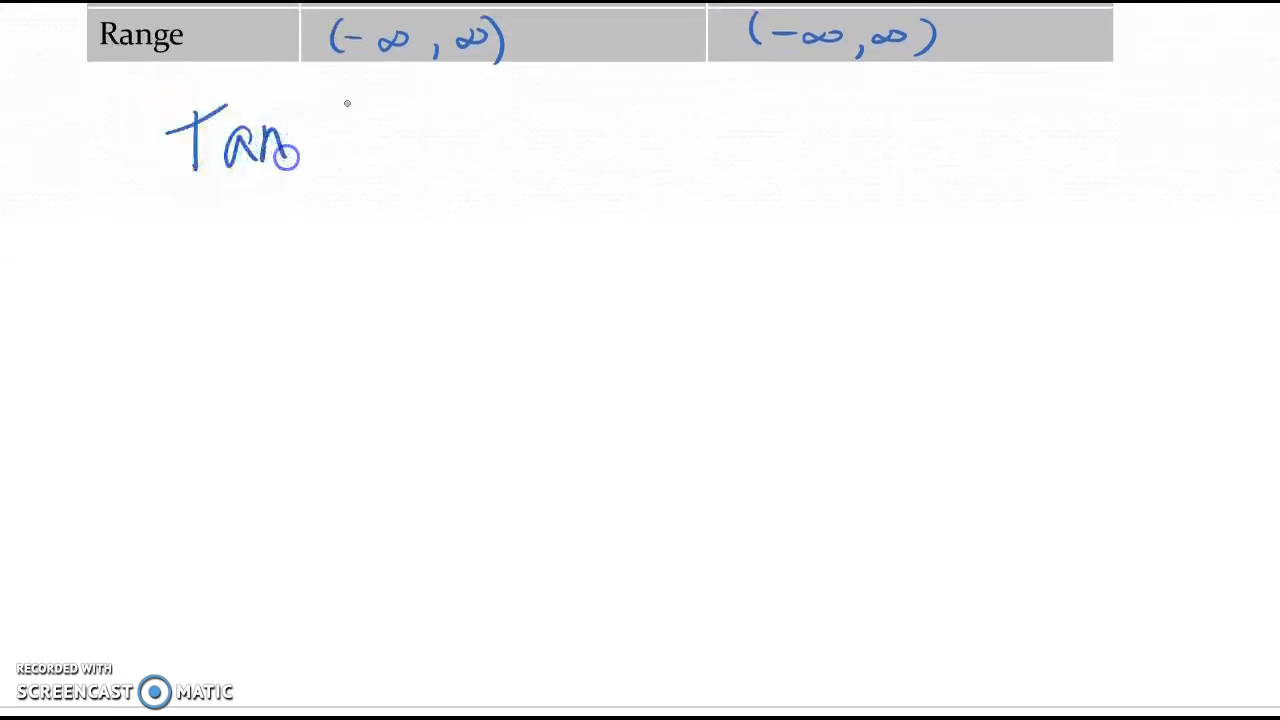 Range (-∞, ∞) (-∞, ∞)
Tan
RECORDED WITH
SCREENCAST MATIC